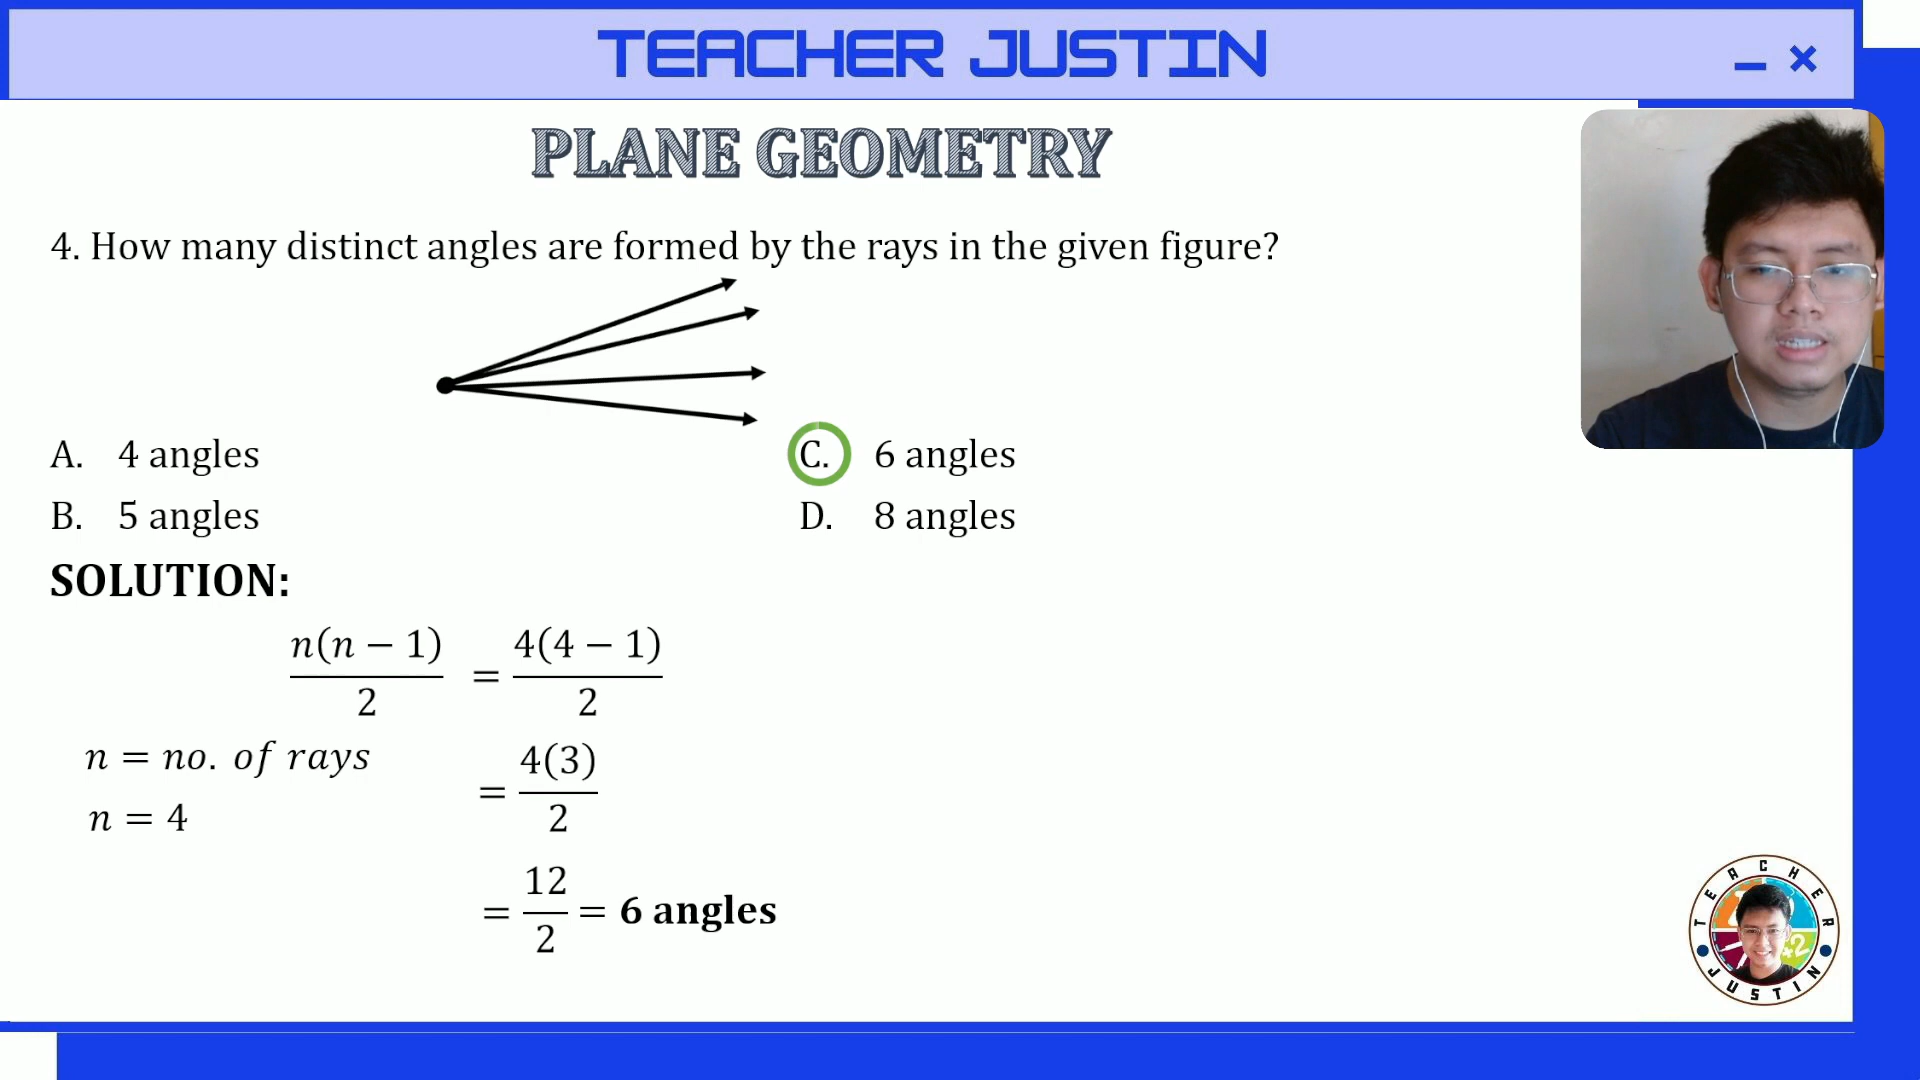 TEACHER JUSTIN
PLANE GEOMETRY
4. How many distinct angles are formed by the rays in the given figure?
A. 4 angles
C. 6 angles
B. 5 angles
D. 8 angles
SOLUTION:
n(n − 1)/2 = 4(4 − 1)/2
n = no. of rays
= 4(3)/2
n = 4
= 12/2 = 6 angles
TEACHER
JUSTIN